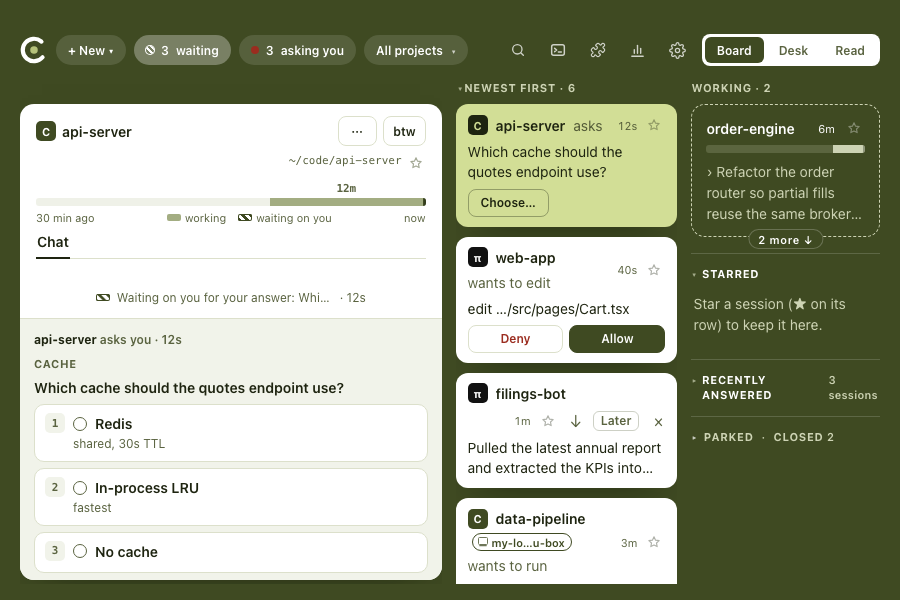 + New ▾
3 waiting
3 asking you
All projects ▾
Board
Desk
Read
C api-server
···
btw
~/code/api-server
12m
30 min ago
working
waiting on you
now
Chat
Waiting on you for your answer: Whi... · 12s
api-server asks you · 12s
CACHE
Which cache should the quotes endpoint use?
1 Redis
shared, 30s TTL
2 In-process LRU
fastest
3 No cache
▾ NEWEST FIRST · 6
C api-server asks 12s
Which cache should the
quotes endpoint use?
Choose...
π web-app
40s
wants to edit
edit .../src/pages/Cart.tsx
Deny
Allow
π filings-bot
1m
Later
×
Pulled the latest annual report
and extracted the KPIs into...
C data-pipeline
my-lo...u-box
3m
wants to run
WORKING · 2
order-engine 6m
› Refactor the order
router so partial fills
reuse the same broker...
2 more ↓
▾ STARRED
Star a session (★ on its
row) to keep it here.
▸ RECENTLY
ANSWERED
3
sessions
▸ PARKED · CLOSED 2